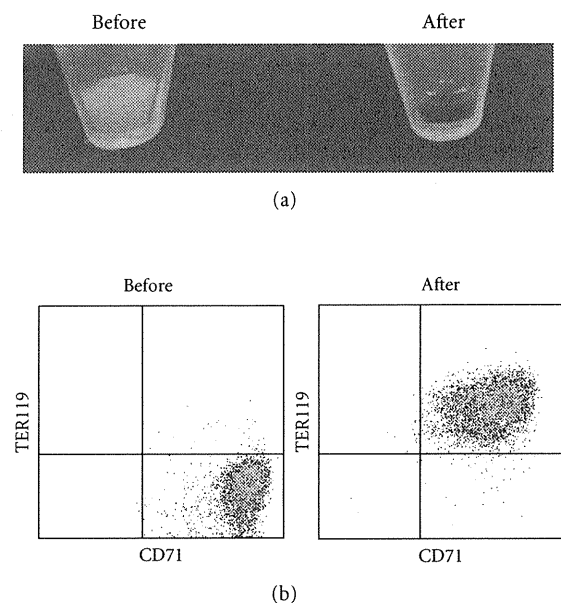 Before After
(a)
Before After
TER119 TER119
CD71 CD71
(b)